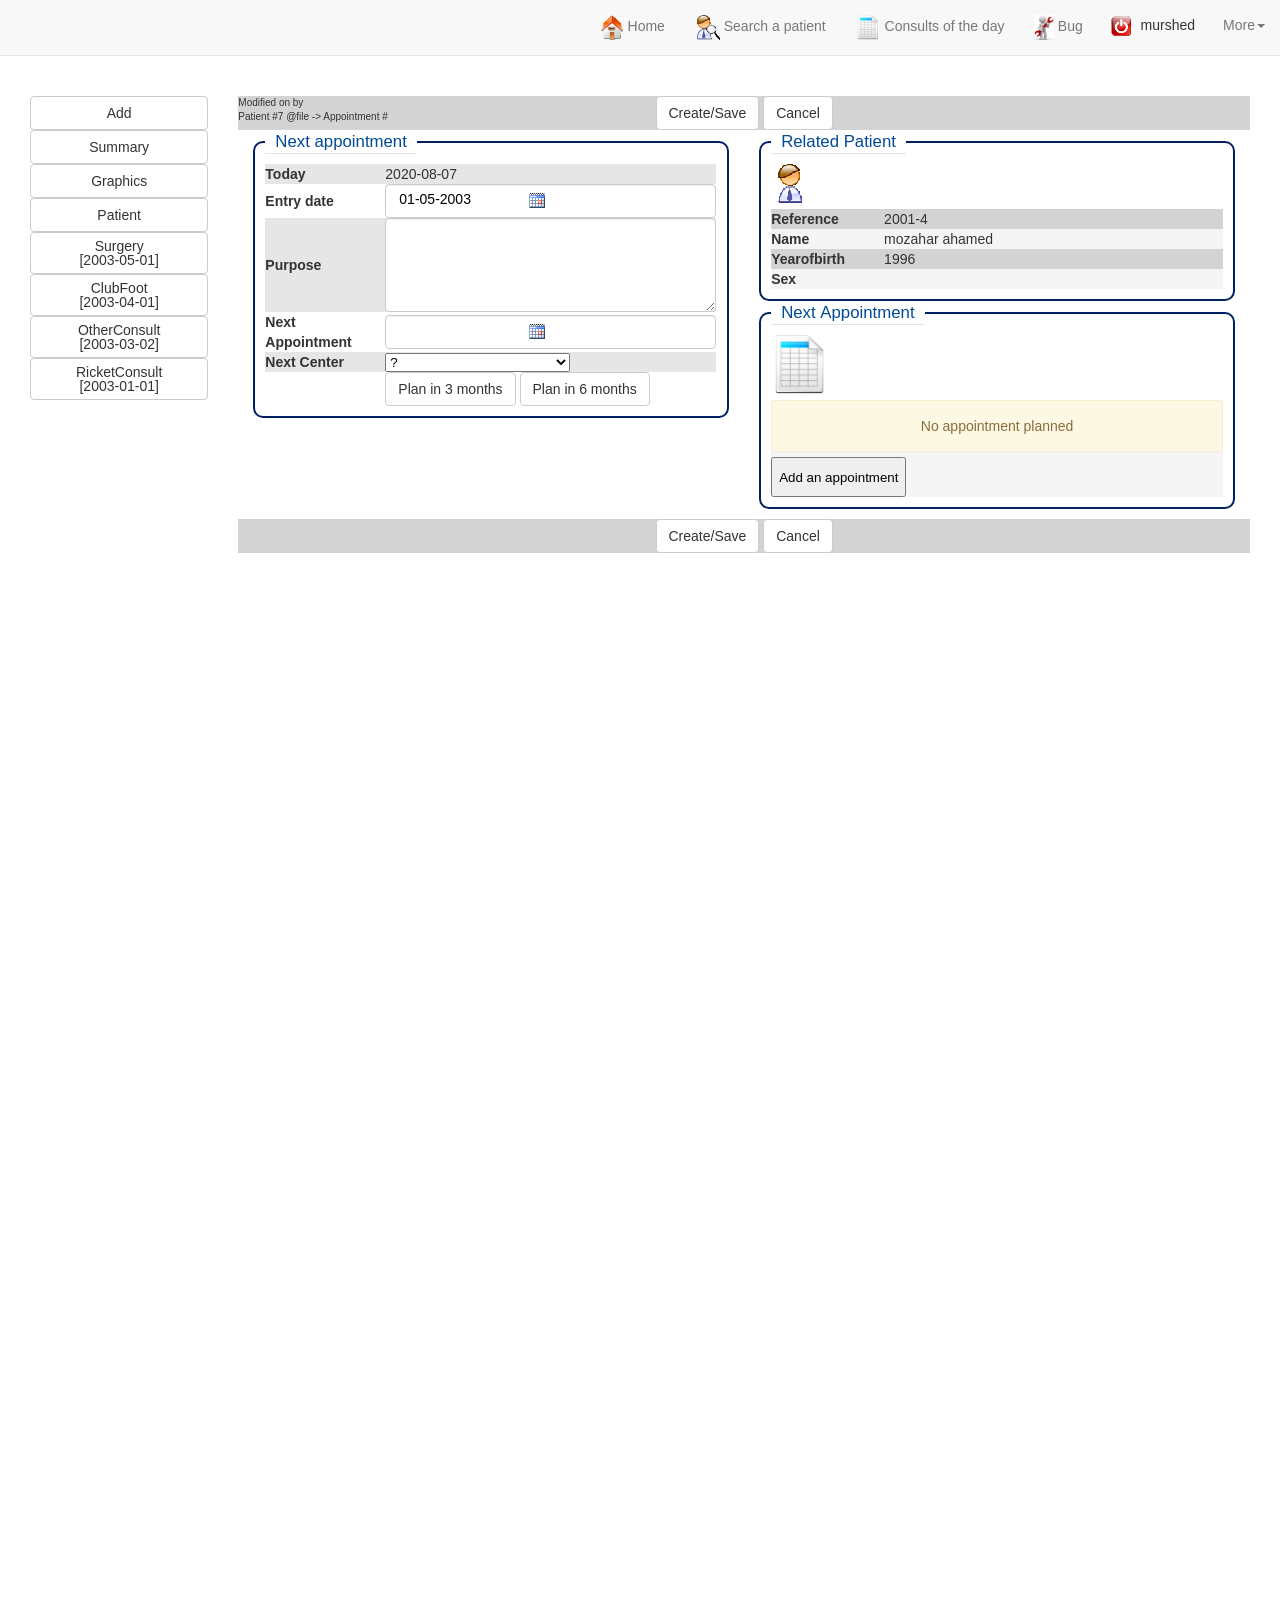 Home
Search a patient
Consults of the day
Bug
murshed
More
Add
Summary
Graphics
Patient
Surgery
[2003-05-01]
ClubFoot
[2003-04-01]
OtherConsult
[2003-03-02]
RicketConsult
[2003-01-01]
Modified on by
Patient #7 @file -> Appointment #
Create/Save
Cancel
Next appointment
Today 2020-08-07
Entry date 01-05-2003
Purpose
Next
Appointment
Next Center ?
Plan in 3 months
Plan in 6 months
Related Patient
Reference 2001-4
Name mozahar ahamed
Yearofbirth 1996
Sex
Next Appointment
No appointment planned
Add an appointment
Create/Save
Cancel